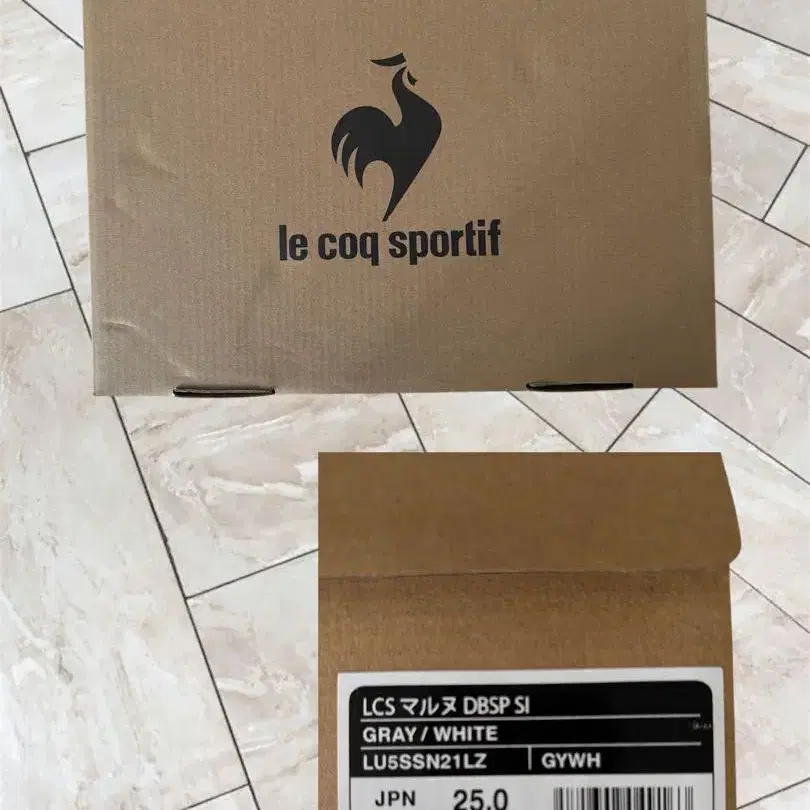 le coq sportif
LCS マルヌ DBSP SI
GRAY / WHITE
LU5SSN21LZ GYWH
JPN 25.0